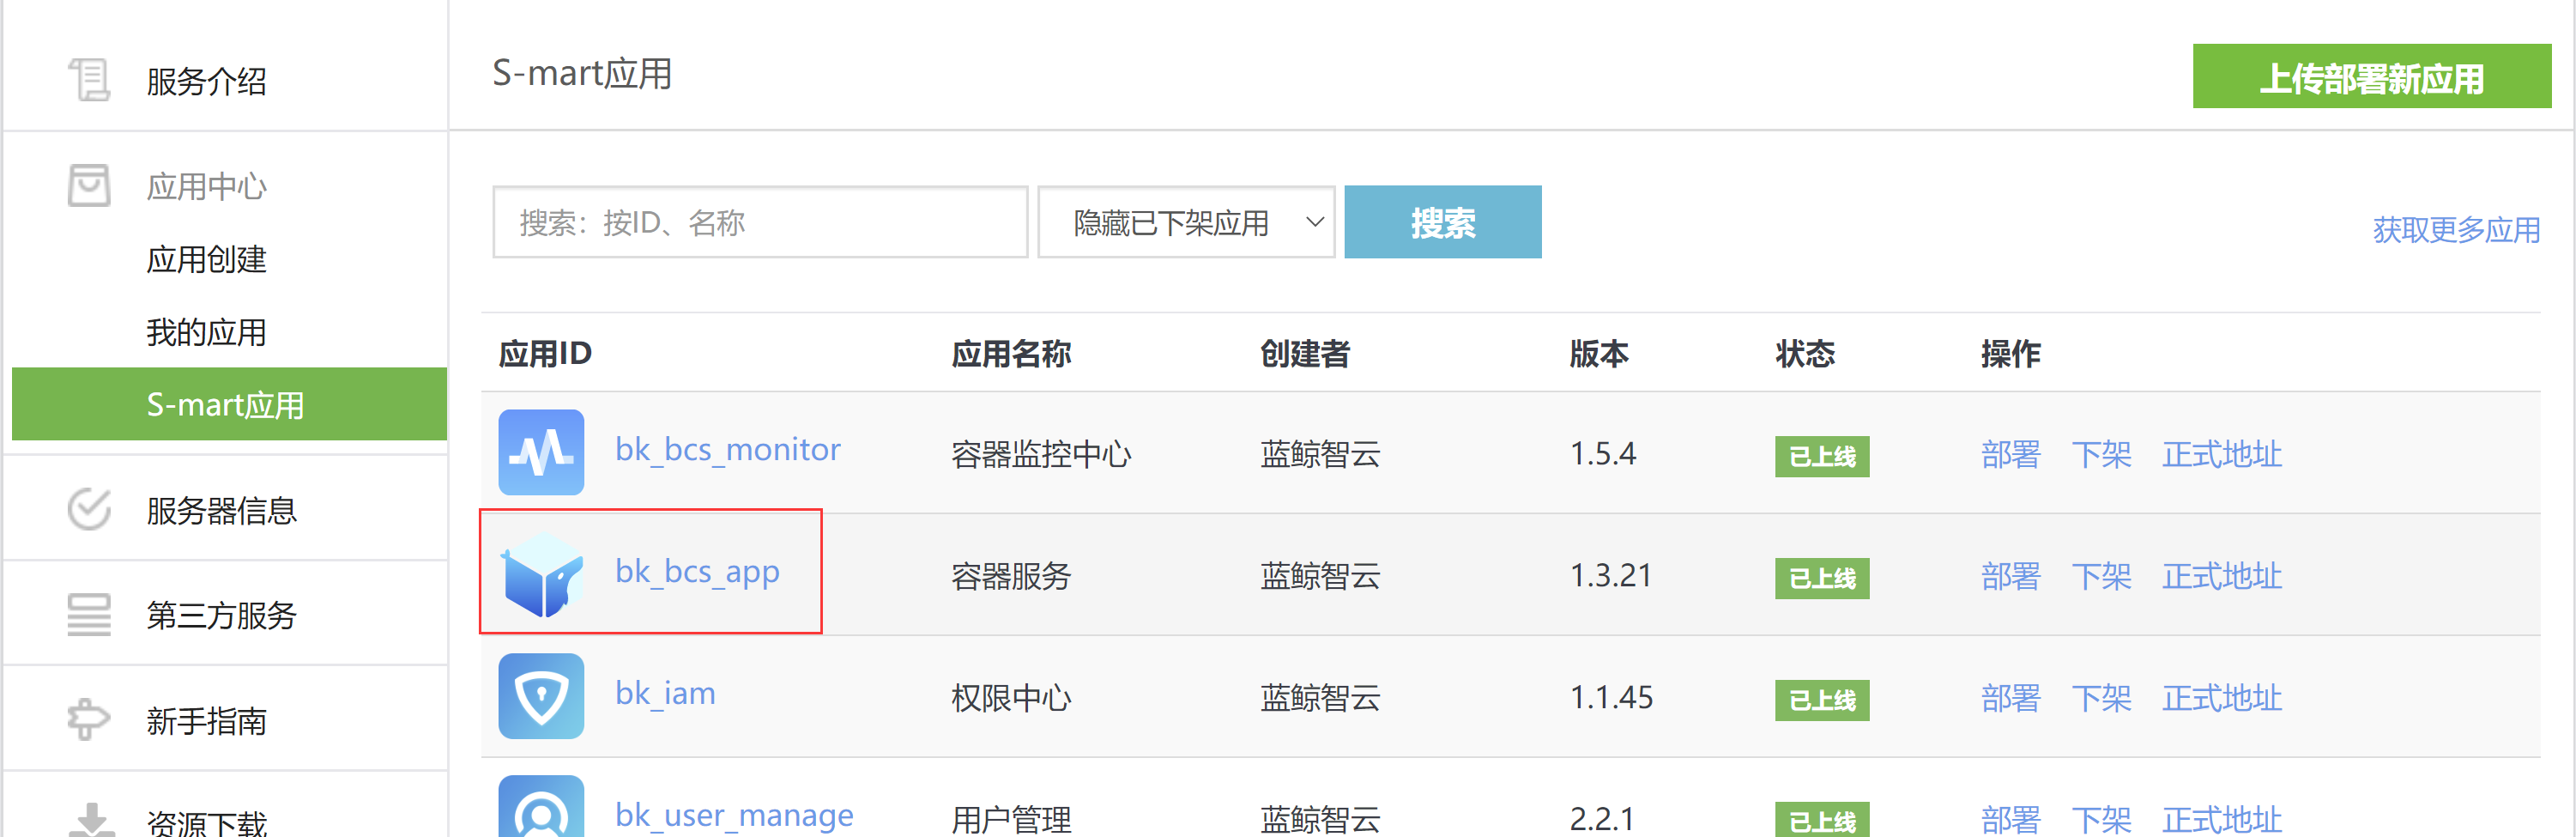 服务介绍
应用中心
应用创建
我的应用
S-mart应用
服务器信息
第三方服务
新手指南
资源下载
S-mart应用
上传部署新应用
搜索：按ID、名称
隐藏已下架应用
搜索
获取更多应用
应用ID 应用名称 创建者 版本 状态 操作
bk_bcs_monitor 容器监控中心 蓝鲸智云 1.5.4 已上线 部署 下架 正式地址
bk_bcs_app 容器服务 蓝鲸智云 1.3.21 已上线 部署 下架 正式地址
bk_iam 权限中心 蓝鲸智云 1.1.45 已上线 部署 下架 正式地址
bk_user_manage 用户管理 蓝鲸智云 2.2.1 已上线 部署 下架 正式地址